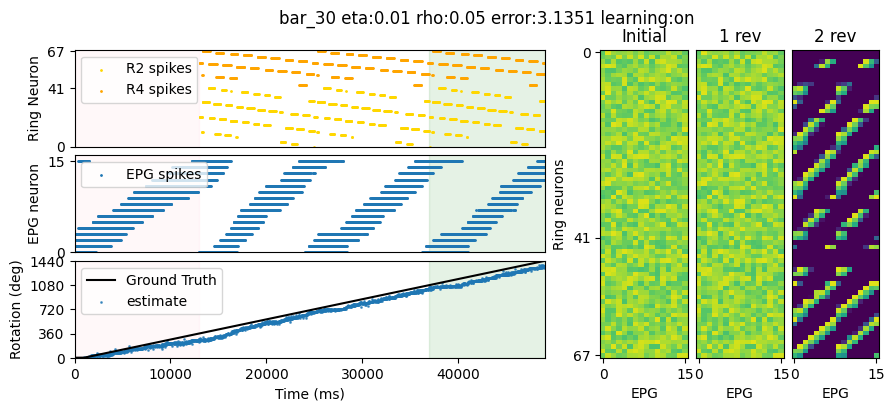 bar_30 eta:0.01 rho:0.05 error:3.1351 learning:on
Ring Neuron
67
41
0
R2 spikes
R4 spikes
EPG neuron
15
0
EPG spikes
Rotation (deg)
1440
1080
720
360
0
Ground Truth
estimate
0
10000
20000
30000
40000
Time (ms)
Initial
1 rev
2 rev
Ring neurons
0
41
67
0
15
0
15
0
15
EPG
EPG
EPG